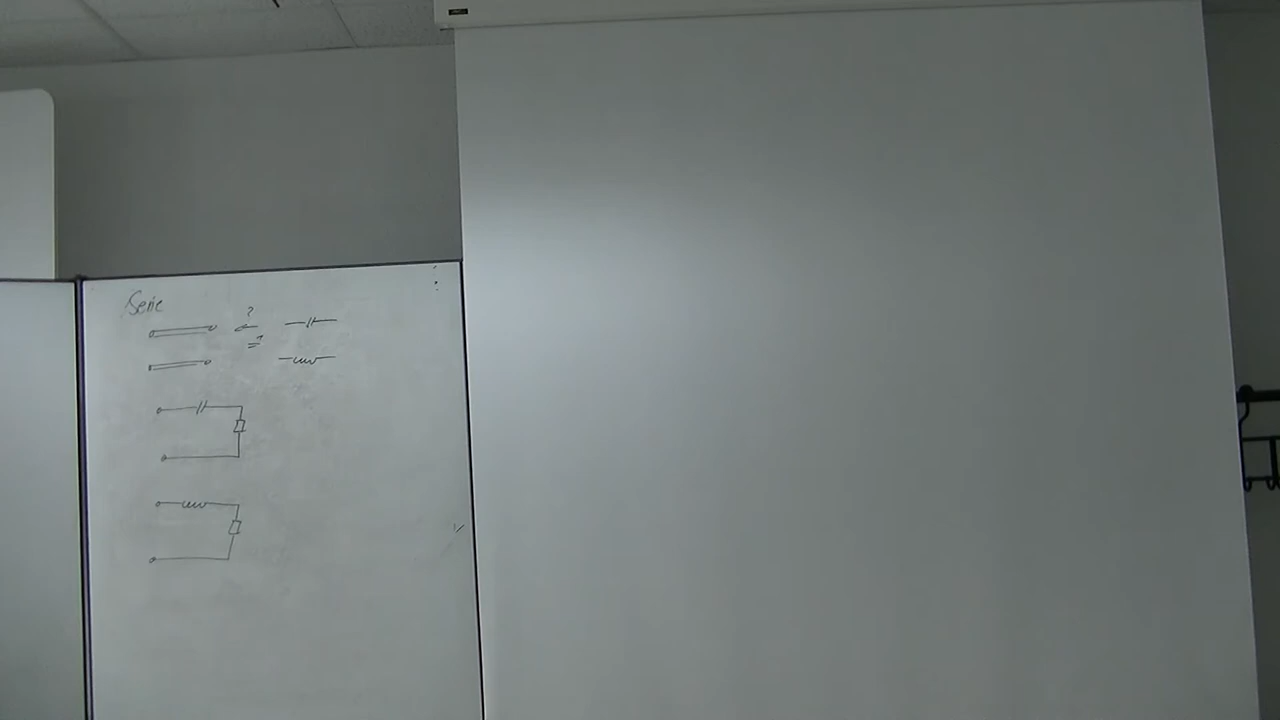 Serie
?
= ?